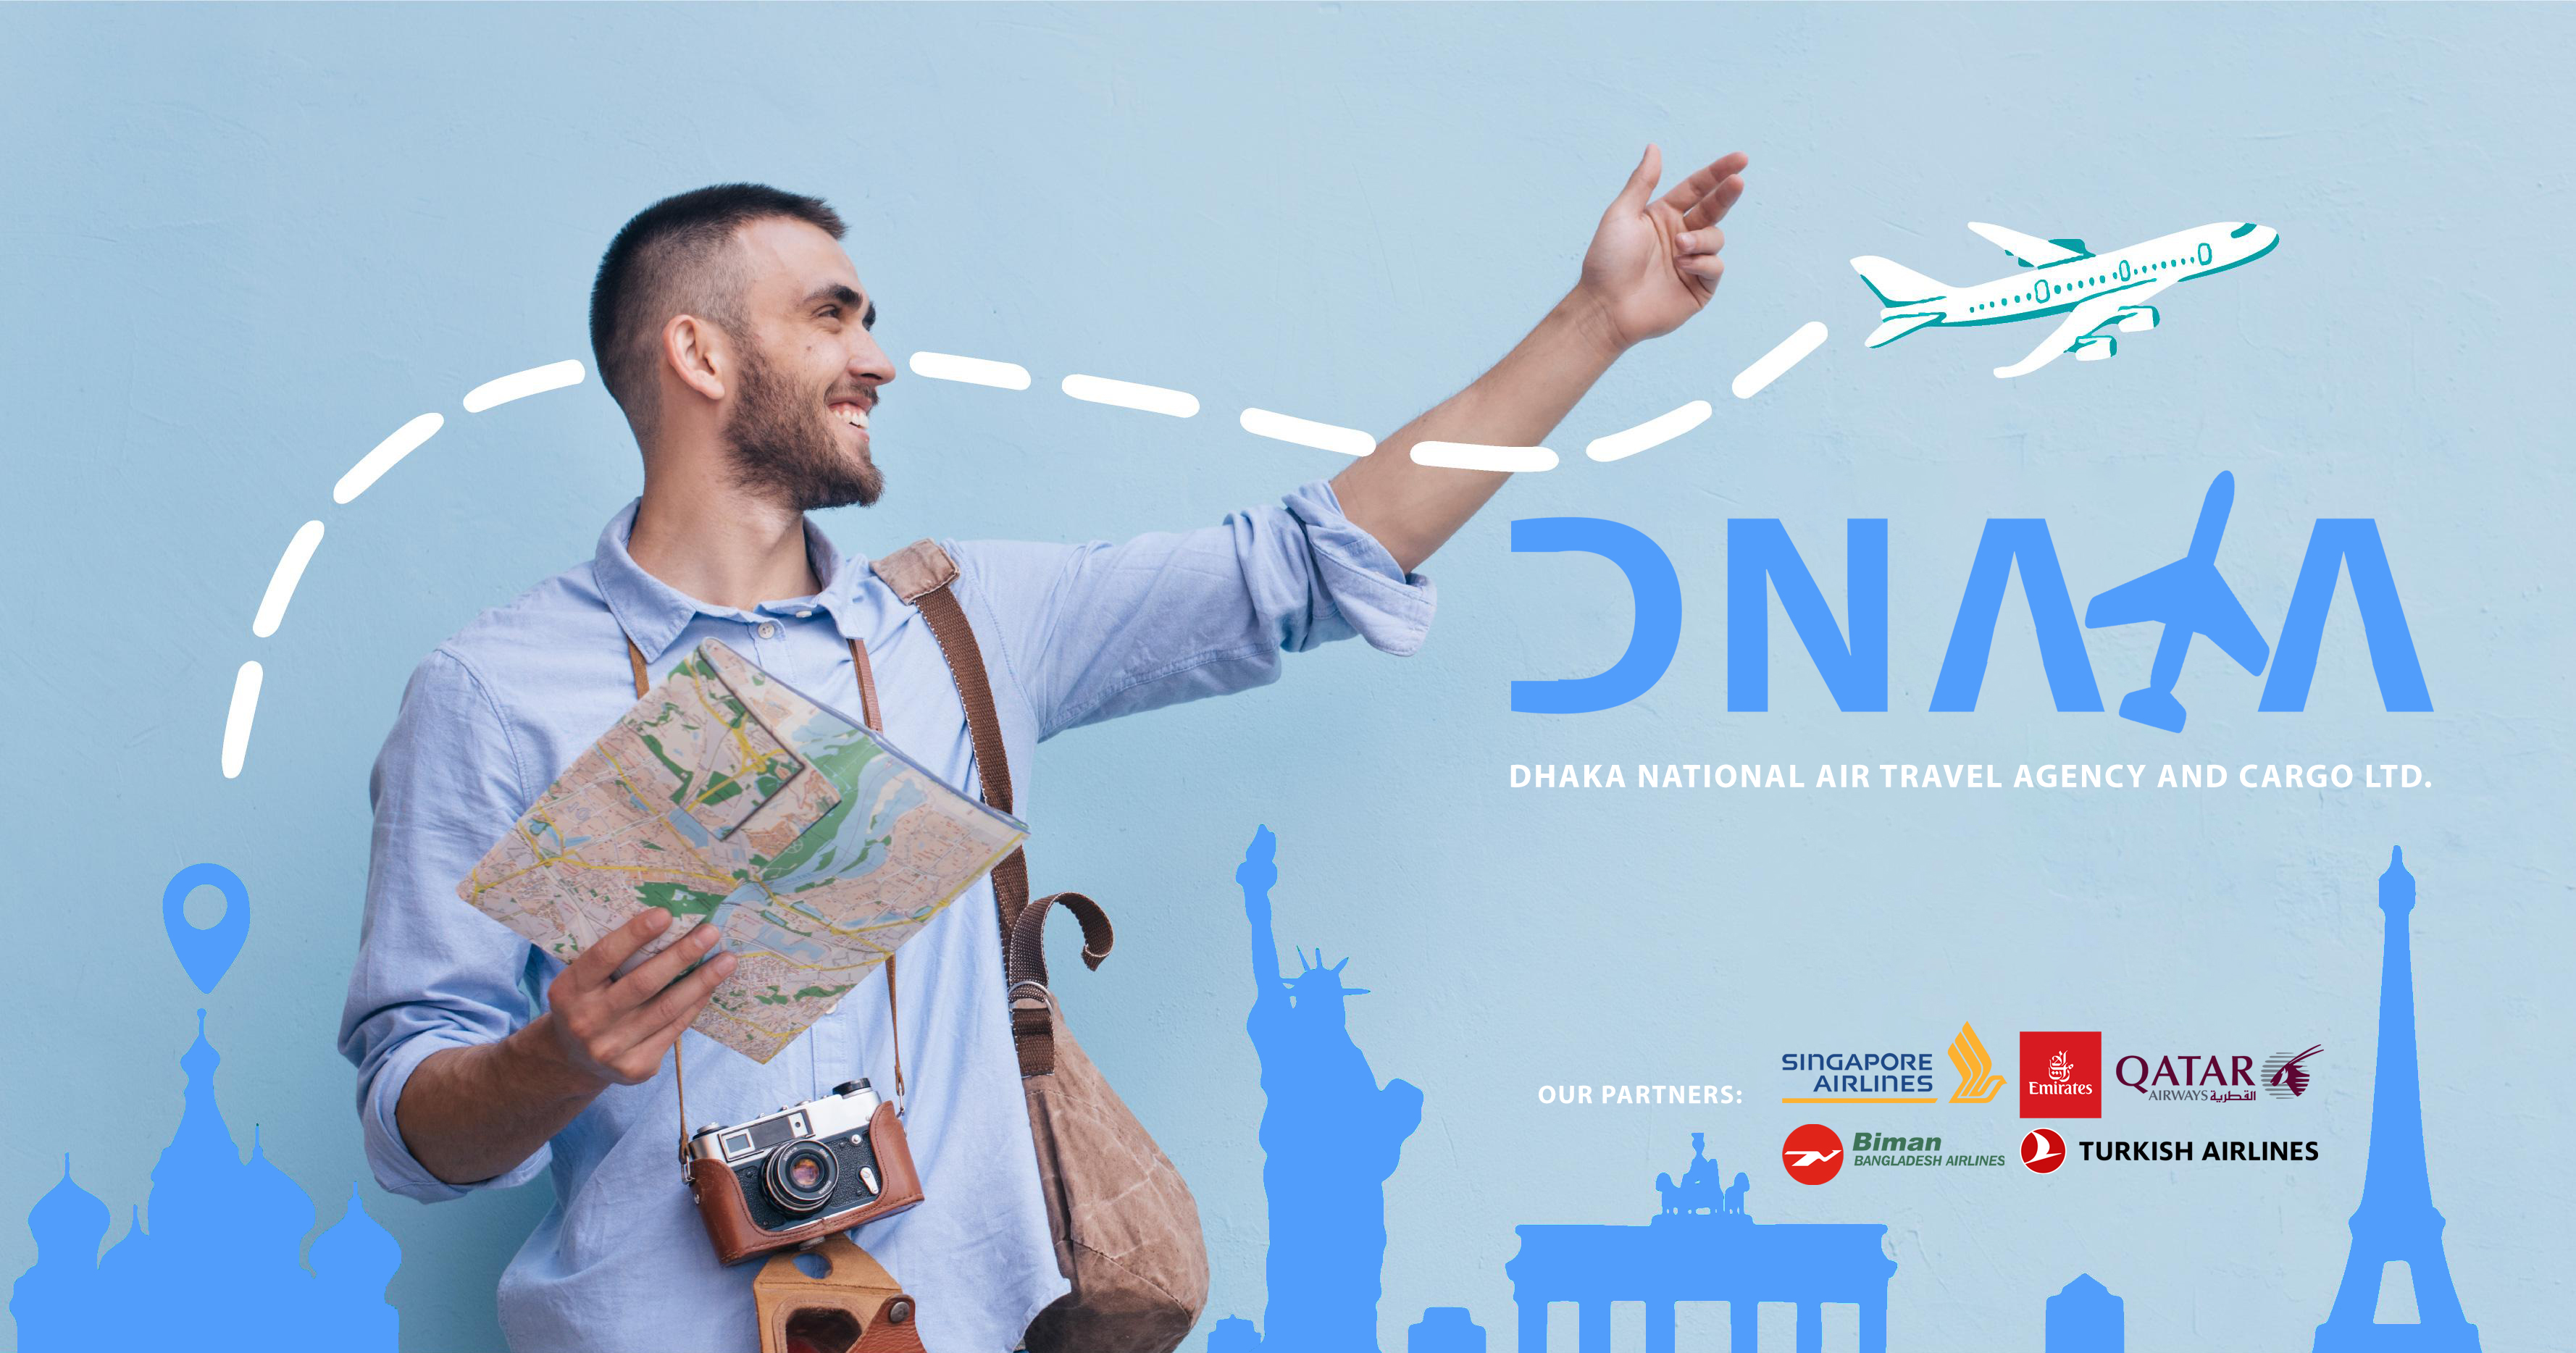 DNATA
DHAKA NATIONAL AIR TRAVEL AGENCY AND CARGO LTD.
OUR PARTNERS:
SINGAPORE AIRLINES
Emirates
QATAR
AIRWAYS القطرية
Biman
BANGLADESH AIRLINES
TURKISH AIRLINES